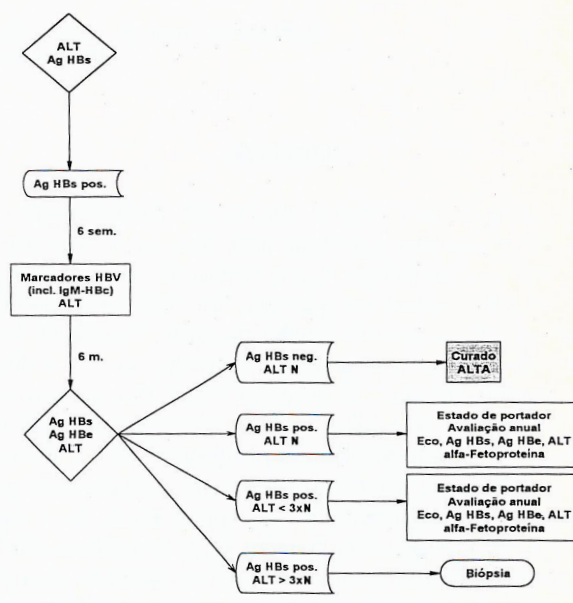 ALT
Ag HBs
Ag HBs pos.
6 sem.
Marcadores HBV
(incl. IgM-HBc)
ALT
6 m.
Ag HBs
Ag HBe
ALT
Ag HBs neg.
ALT N
Curado
ALTA
Ag HBs pos.
ALT N
Estado de portador
Avaliação anual
Eco, Ag HBs, Ag HBe, ALT
alfa-Fetoproteína
Ag HBs pos.
ALT < 3xN
Estado de portador
Avaliação anual
Eco, Ag HBs, Ag HBe, ALT
alfa-Fetoproteína
Ag HBs pos.
ALT > 3xN
Biópsia